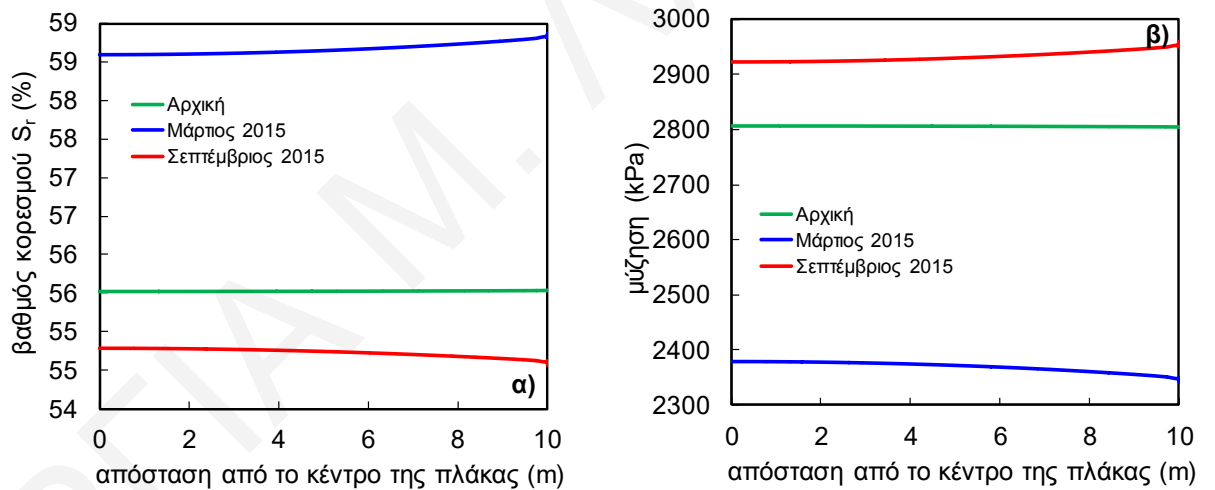 βαθμός κορεσμού Sᵣ (%)
59
59
58
58
57
57
56
56
55
55
54
Αρχική
Μάρτιος 2015
Σεπτέμβριος 2015
α)
0 2 4 6 8 10
απόσταση από το κέντρο της πλάκας (m)
μύζηση (kPa)
3000
2900
2800
2700
2600
2500
2400
2300
β)
Αρχική
Μάρτιος 2015
Σεπτέμβριος 2015
0 2 4 6 8 10
απόσταση από το κέντρο της πλάκας (m)